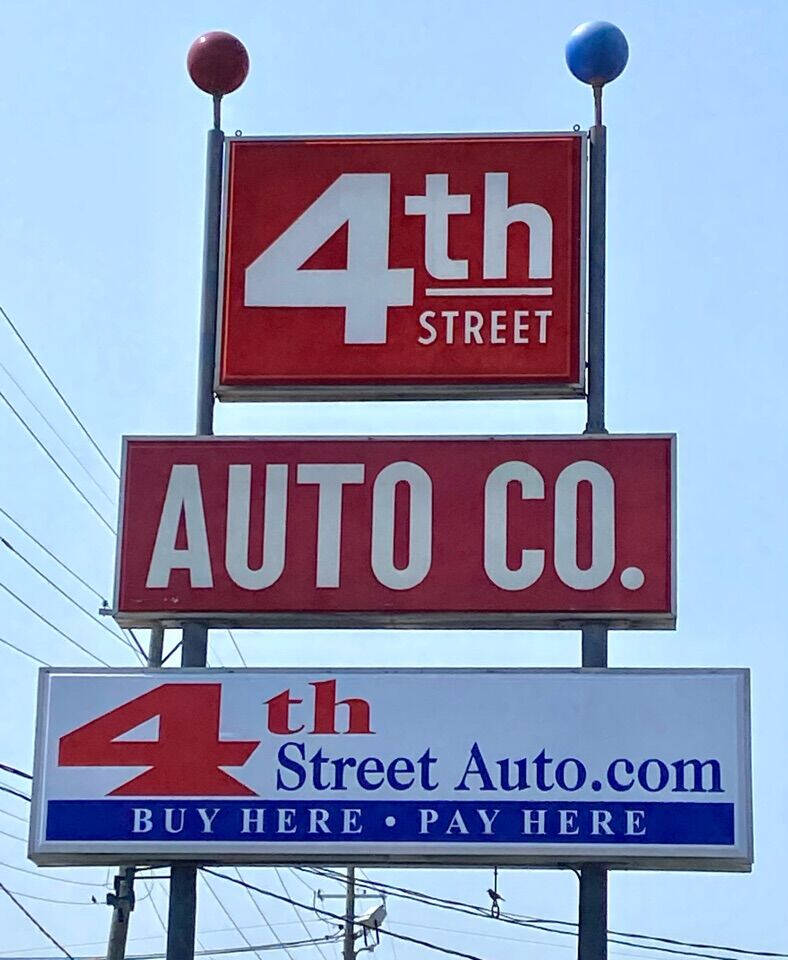 4th
STREET
AUTO CO.
4th
Street Auto.com
BUY HERE • PAY HERE